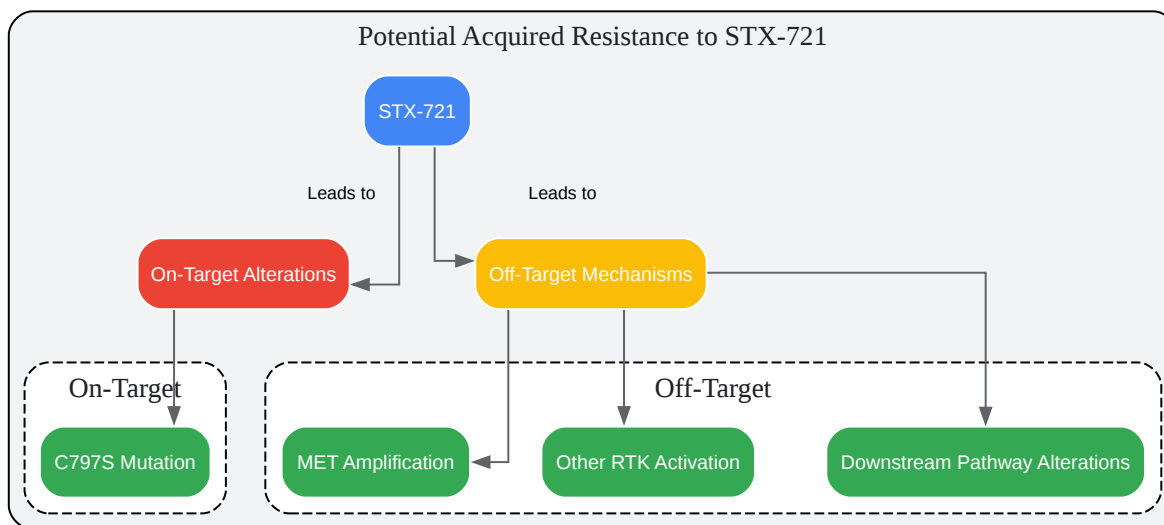 Potential Acquired Resistance to STX-721
STX-721
Leads to
Leads to
On-Target Alterations
Off-Target Mechanisms
On-Target
Off-Target
C797S Mutation
MET Amplification
Other RTK Activation
Downstream Pathway Alterations